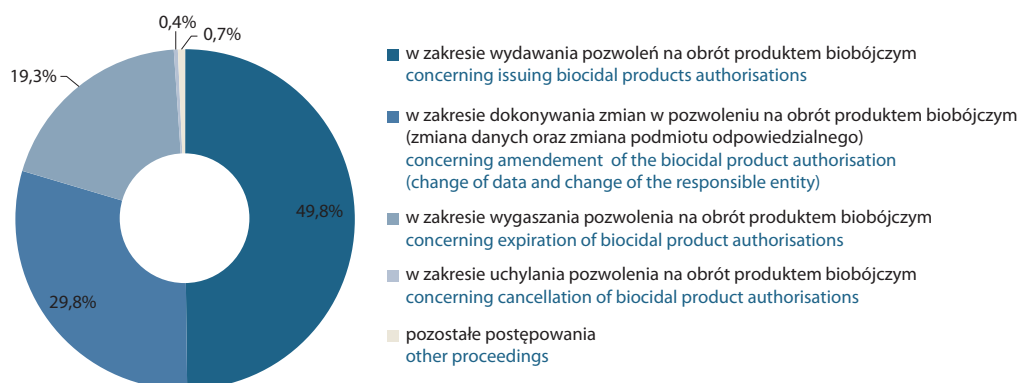 0,4%
0,7%
19,3%
49,8%
29,8%
w zakresie wydawania pozwoleń na obrót produktem biobójczym
concerning issuing biocidal products authorisations
w zakresie dokonywania zmian w pozwoleniu na obrót produktem biobójczym
(zmiana danych oraz zmiana podmiotu odpowiedzialnego)
concerning amendement of the biocidal product authorisation
(change of data and change of the responsible entity)
w zakresie wygaszania pozwolenia na obrót produktem biobójczym
concerning expiration of biocidal product authorisations
w zakresie uchylania pozwolenia na obrót produktem biobójczym
concerning cancellation of biocidal product authorisations
pozostałe postępowania
other proceedings